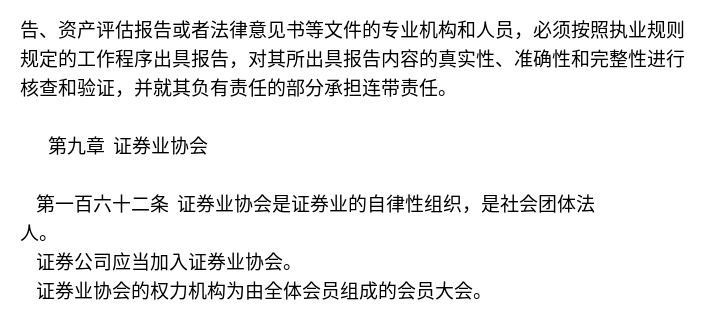 告、资产评估报告或者法律意见书等文件的专业机构和人员，必须按照执业规则
规定的工作程序出具报告，对其所出具报告内容的真实性、准确性和完整性进行
核查和验证，并就其负有责任的部分承担连带责任。
第九章 证券业协会
第一百六十二条 证券业协会是证券业的自律性组织，是社会团体法
人。
证券公司应当加入证券业协会。
证券业协会的权力机构为由全体会员组成的会员大会。